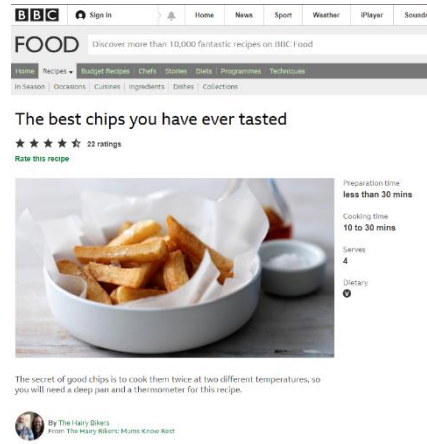 BBC Sign in Home News Sport Weather iPlayer Sounds
FOOD Discover more than 10,000 fantastic recipes on BBC Food
Home Recipes Budget Recipes Chefs Stories Diets Programmes Techniques
In Season Occasions Cuisines Ingredients Dishes Collections
The best chips you have ever tasted
22 ratings
Rate this recipe
Preparation time
less than 30 mins
Cooking time
10 to 30 mins
Serves
4
Dietary
V
The secret of good chips is to cook them twice at two different temperatures, so
you will need a deep pan and a thermometer for this recipe.
By The Hairy Bikers
From The Hairy Bikers: Mums Know Best